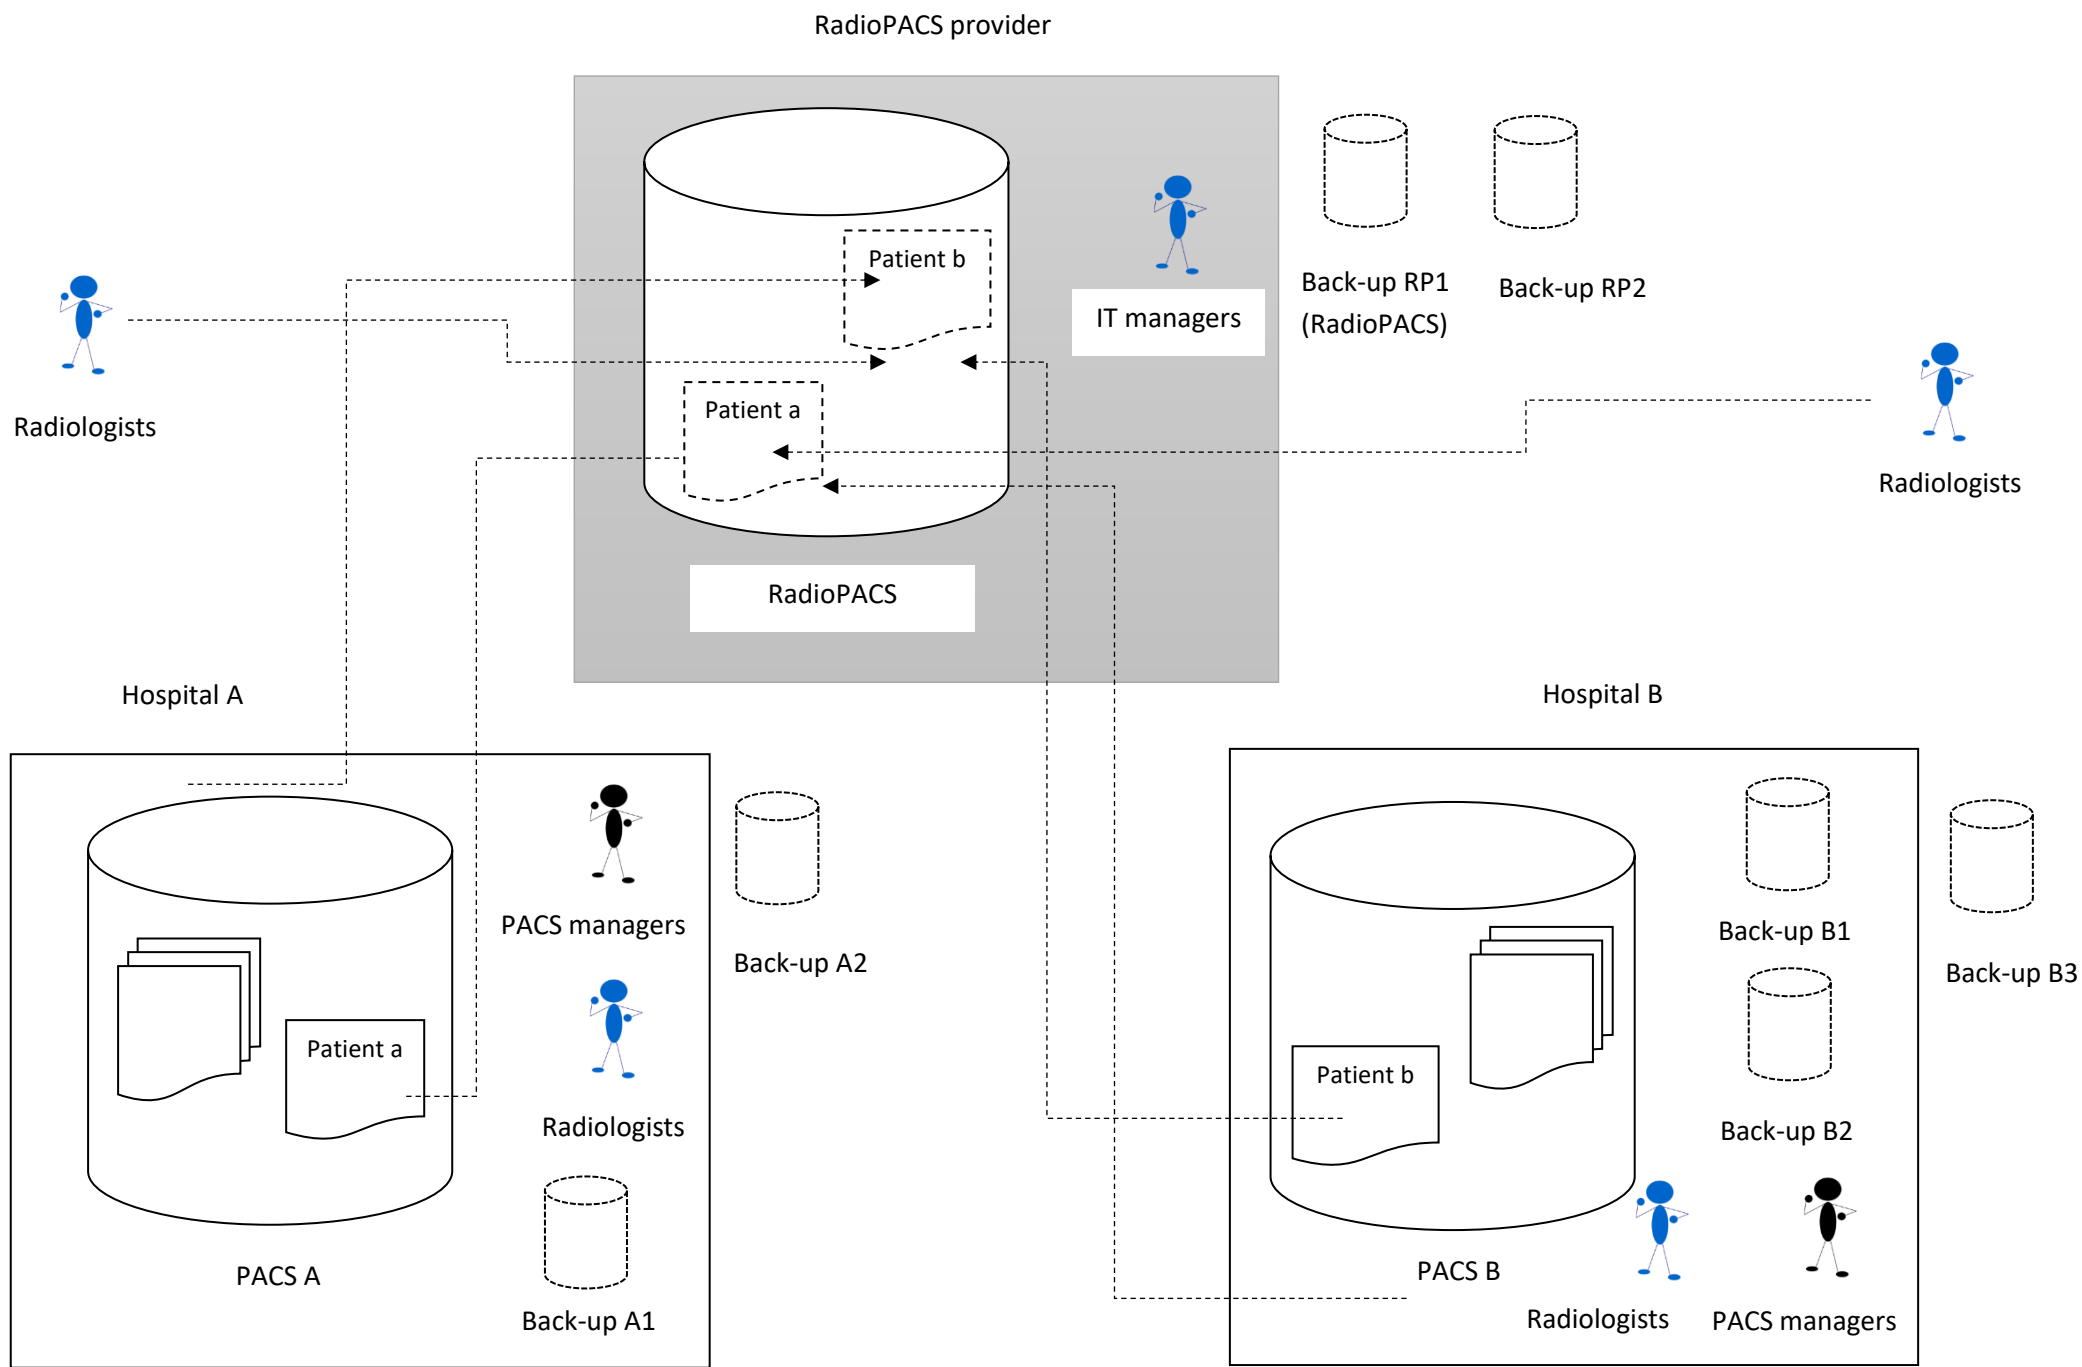 RadioPACS provider
Patient b
IT managers
Back-up RP1
(RadioPACS)
Back-up RP2
Radiologists
Patient a
Radiologists
RadioPACS
Hospital A
Hospital B
PACS managers
Back-up A2
Patient a
Radiologists
PACS A
Back-up A1
Back-up B1
Back-up B3
Patient b
Back-up B2
PACS B
Radiologists
PACS managers